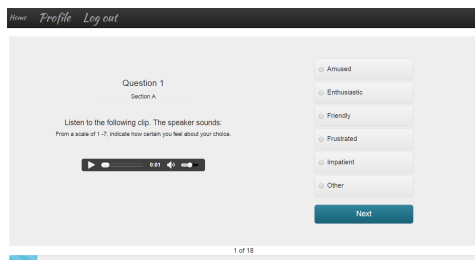 Home Profile Log out
Question 1
Section A
Listen to the following clip. The speaker sounds:
From a scale of 1 -7, indicate how certain you feel about your choice.
0:01
Amused
Enthusiastic
Friendly
Frustrated
Impatient
Other
Next
1 of 18